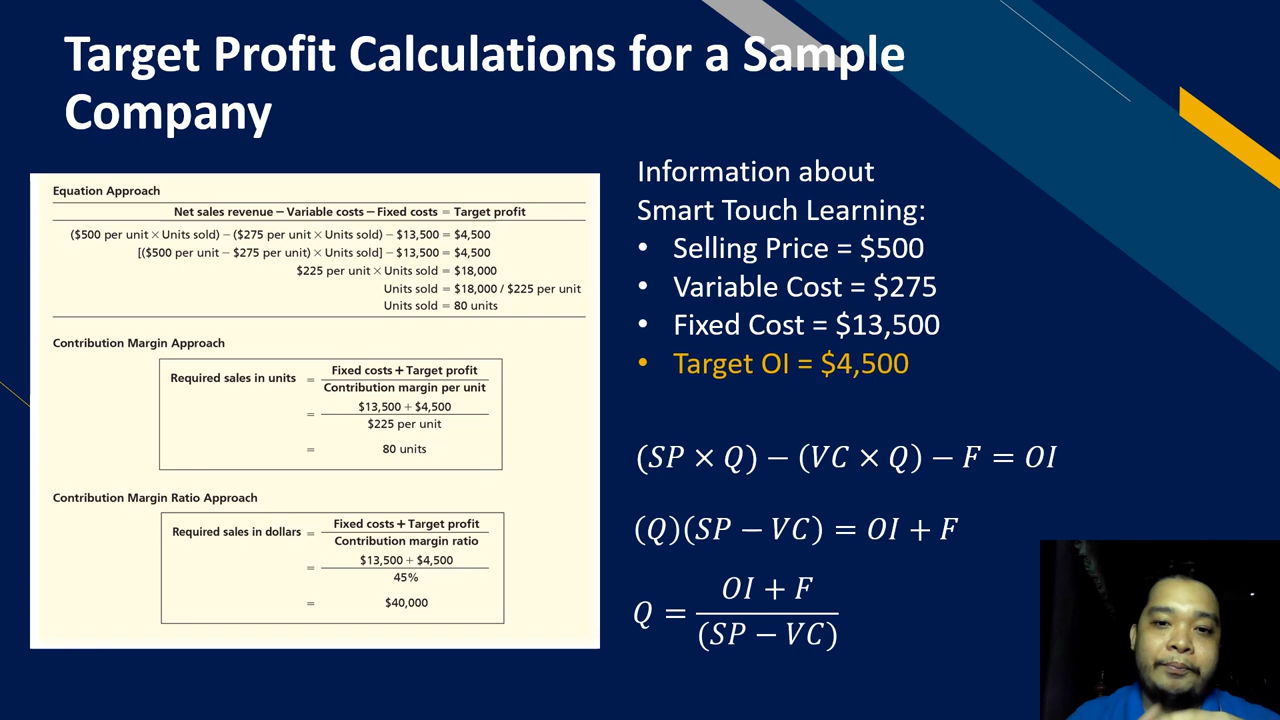 Target Profit Calculations for a Sample
Company
Equation Approach
Net sales revenue − Variable costs − Fixed costs = Target profit
($500 per unit × Units sold) − ($275 per unit × Units sold) − $13,500 = $4,500
[($500 per unit − $275 per unit) × Units sold] − $13,500 = $4,500
$225 per unit × Units sold = $18,000
Units sold = $18,000 / $225 per unit
Units sold = 80 units
Contribution Margin Approach
Required sales in units = Fixed costs + Target profit
Contribution margin per unit
= $13,500 + $4,500
$225 per unit
= 80 units
Contribution Margin Ratio Approach
Required sales in dollars = Fixed costs + Target profit
Contribution margin ratio
= $13,500 + $4,500
45%
= $40,000
Information about
Smart Touch Learning:
• Selling Price = $500
• Variable Cost = $275
• Fixed Cost = $13,500
• Target OI = $4,500
(SP × Q) − (VC × Q) − F = OI
(Q)(SP − VC) = OI + F
Q = OI + F
(SP − VC)